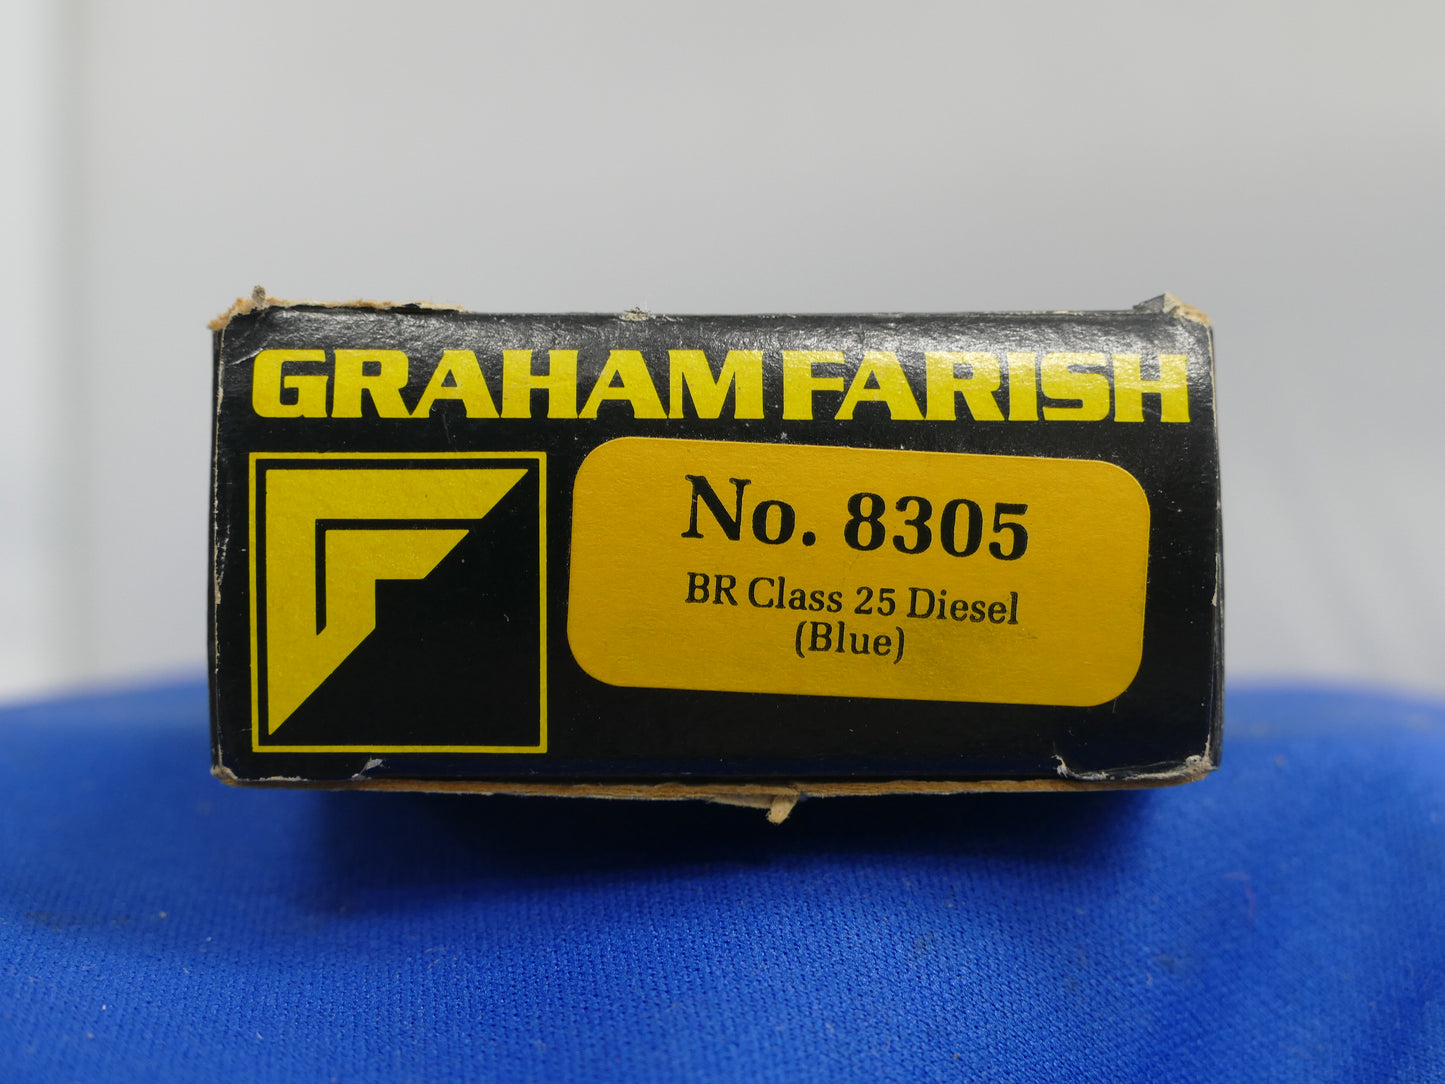 GRAHAM FARISH
No. 8305
BR Class 25 Diesel
(Blue)